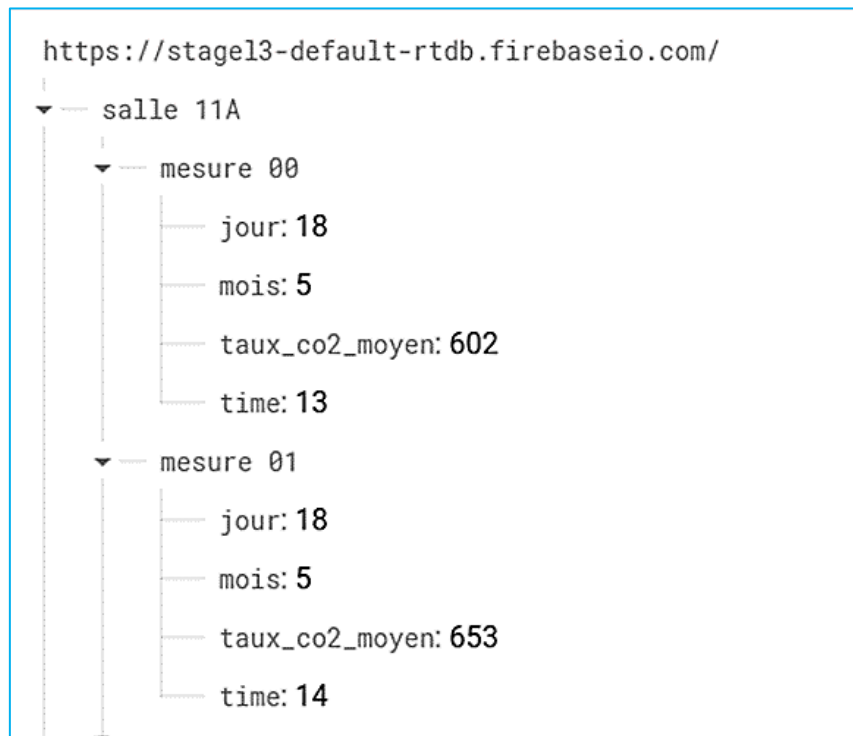 https://stagel3-default-rtdb.firebaseio.com/
salle 11A
mesure 00
jour: 18
mois: 5
taux_co2_moyen: 602
time: 13
mesure 01
jour: 18
mois: 5
taux_co2_moyen: 653
time: 14